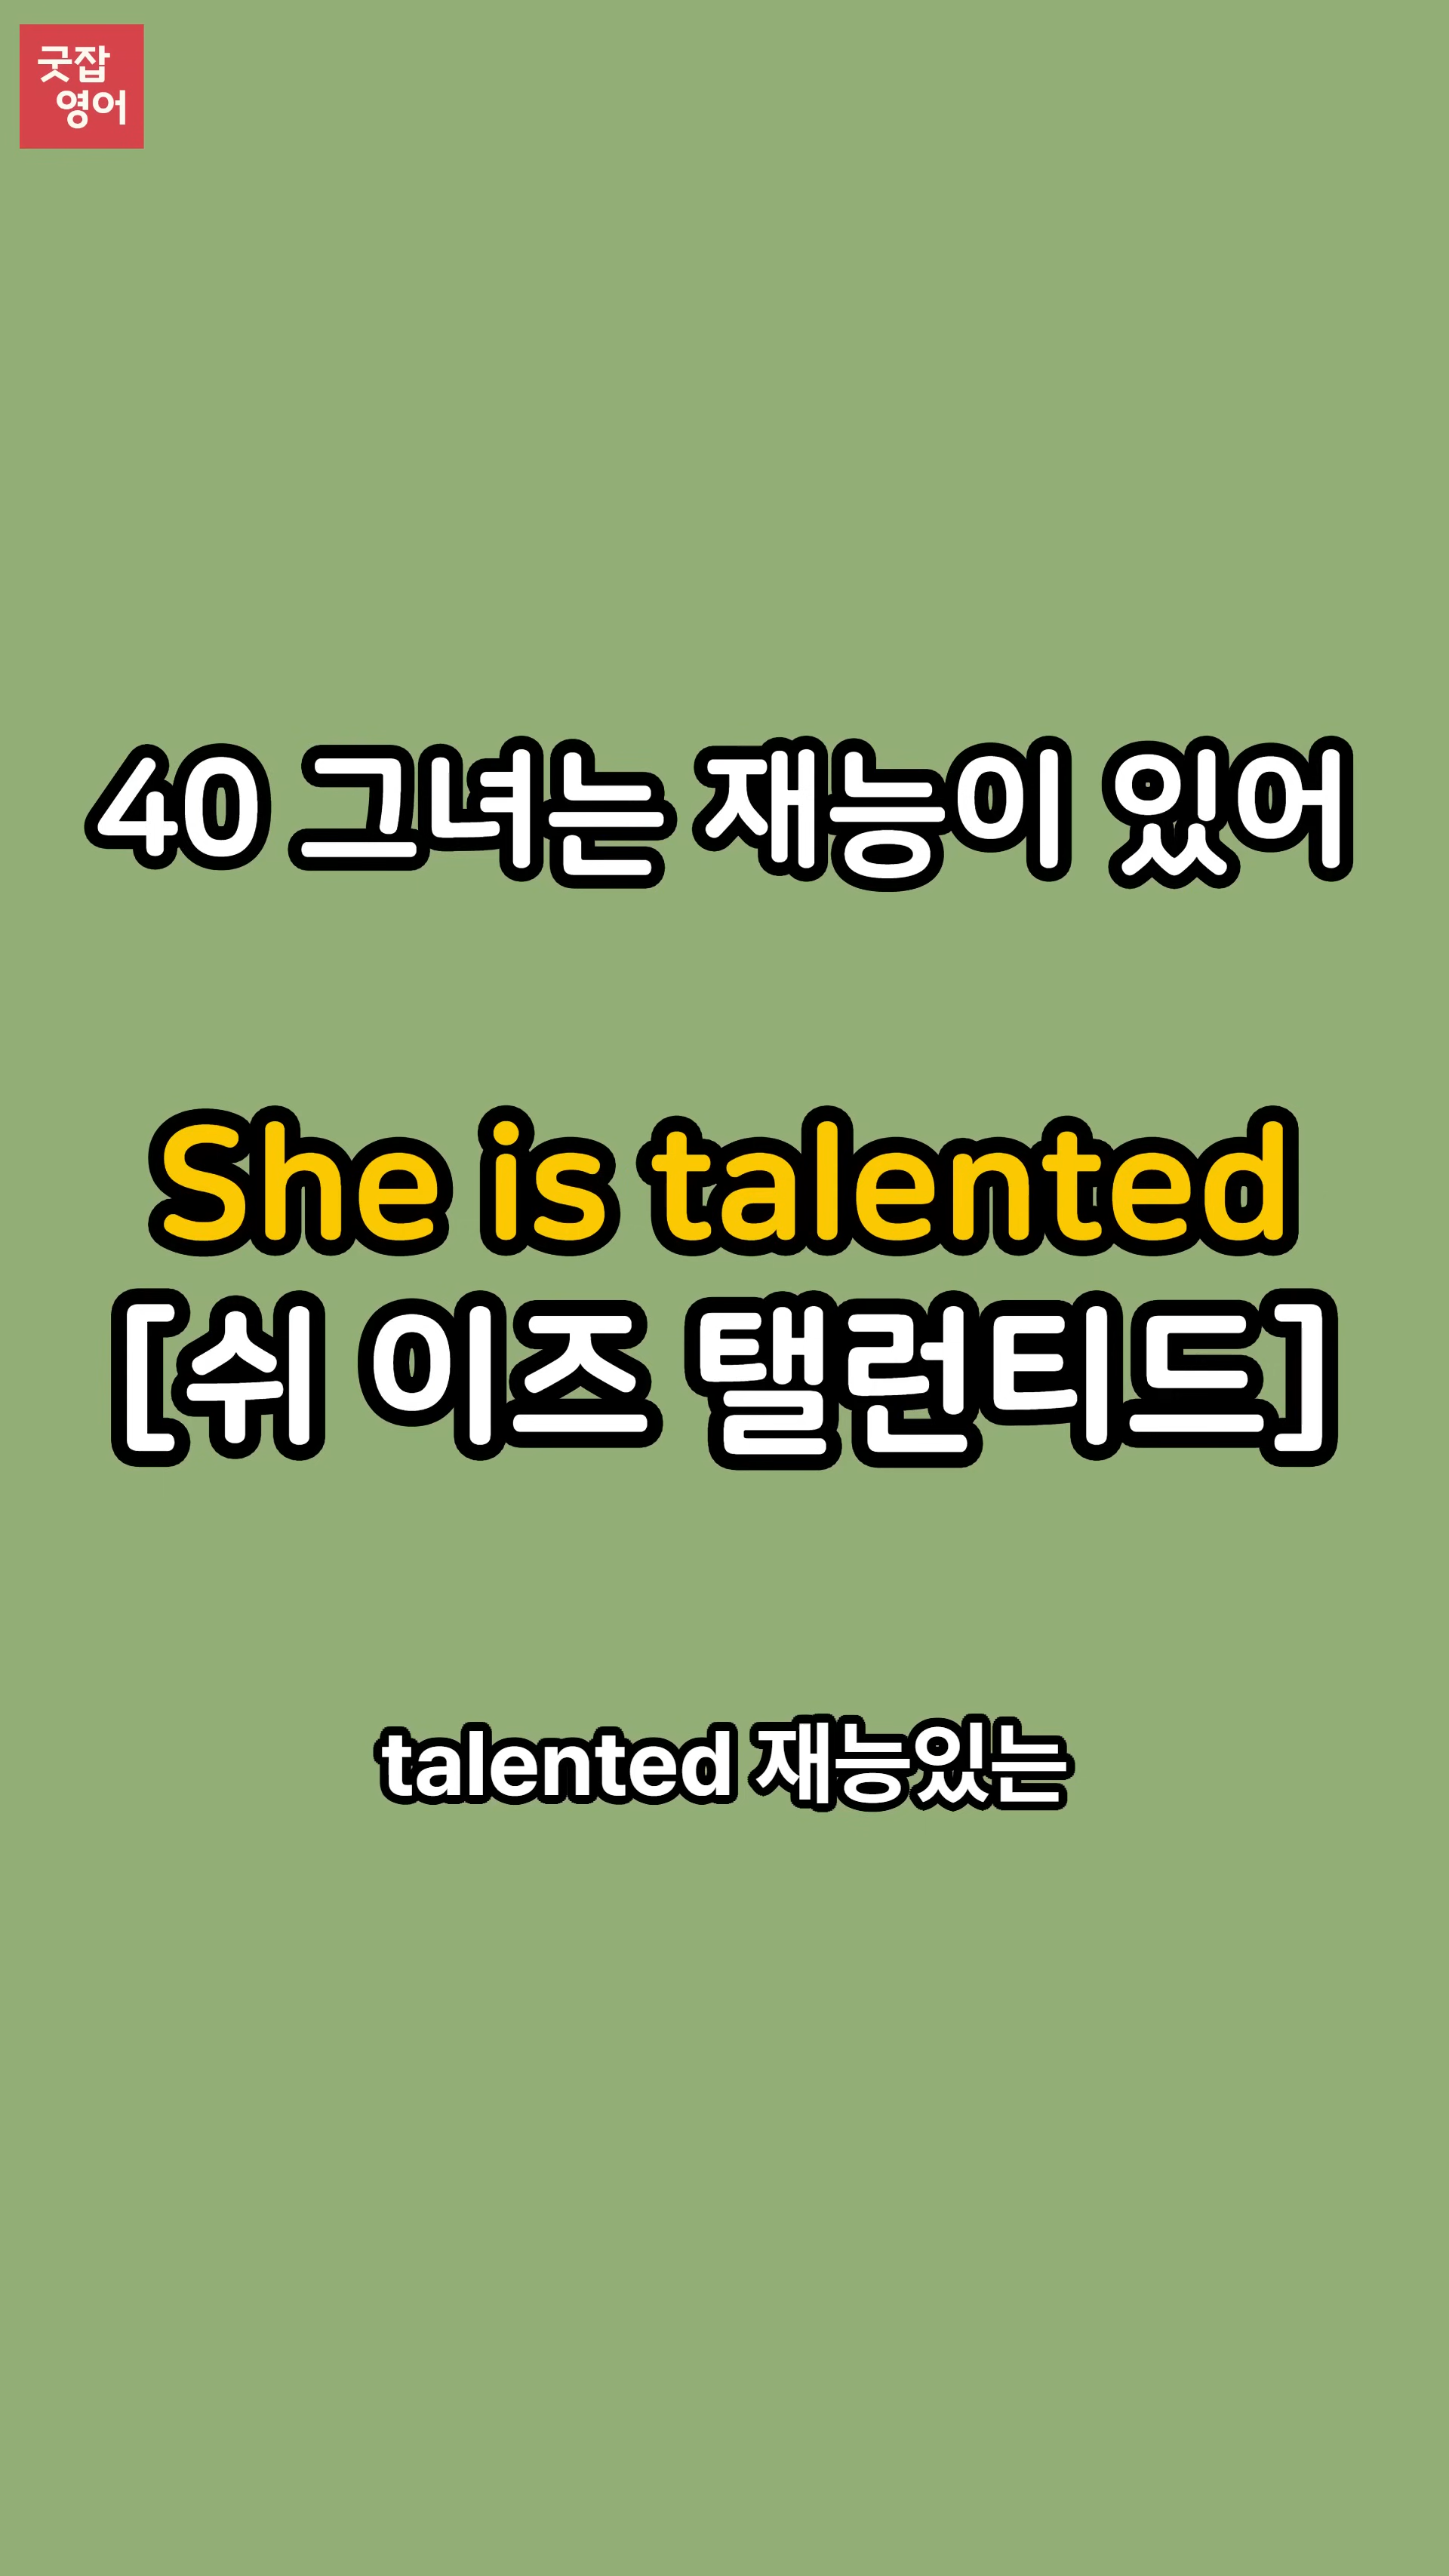 굿잡
영어
40 그녀는 재능이 있어
She is talented
[쉬 이즈 탤런티드]
talented 재능있는